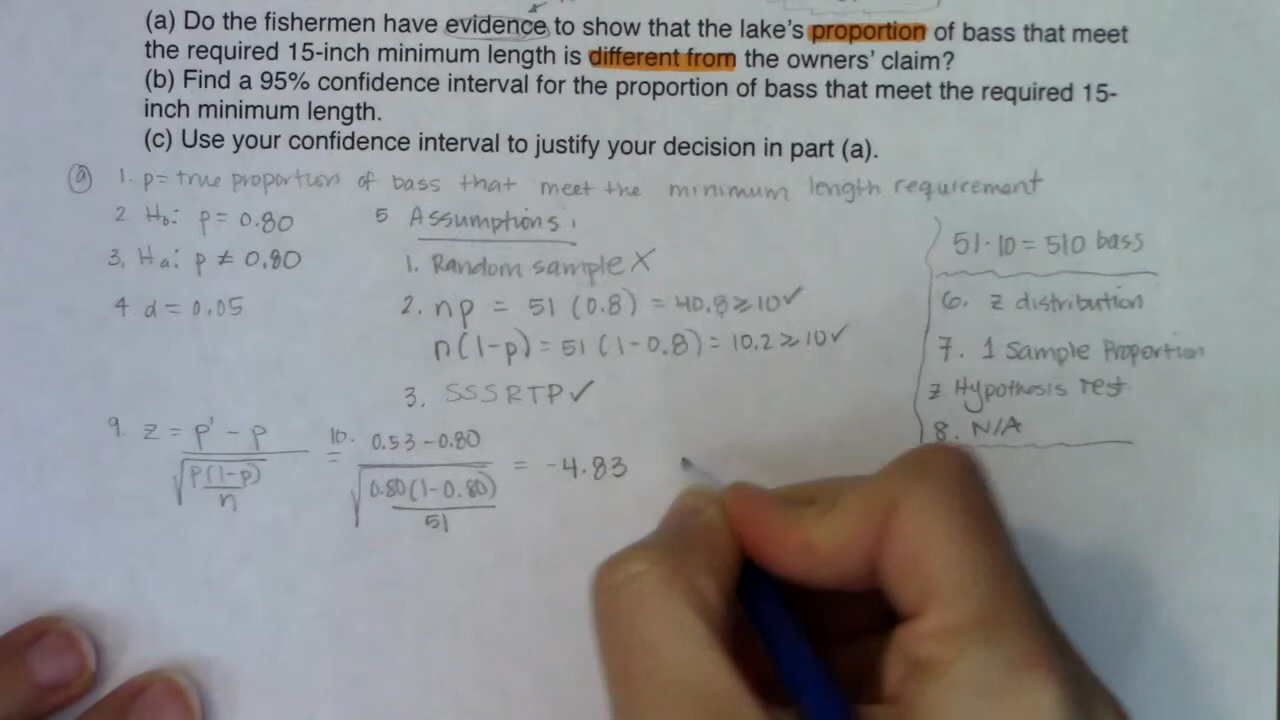 (a) Do the fishermen have evidence to show that the lake's proportion of bass that meet
the required 15-inch minimum length is different from the owners' claim?
(b) Find a 95% confidence interval for the proportion of bass that meet the required 15-
inch minimum length.
(c) Use your confidence interval to justify your decision in part (a).
(a) 1. p = true proportion of bass that meet the minimum length requirement
2 H₀: p = 0.80
3, Hₐ: p ≠ 0.80
4. α = 0.05
5 Assumptions:
1. Random sample X
2. np = 51 (0.8) = 40.8 ≥ 10 ✓
n(1-p) = 51 (1-0.8) = 10.2 ≥ 10 ✓
3. SSSRTP ✓
51·10 = 510 bass
6. z distribution
7. 1 Sample Proportion
z Hypothesis Test
8. N/A
9. z = p' - p / √(p(1-p)/n) = 10. 0.53 - 0.80 / √(0.80(1-0.80)/51) = -4.83